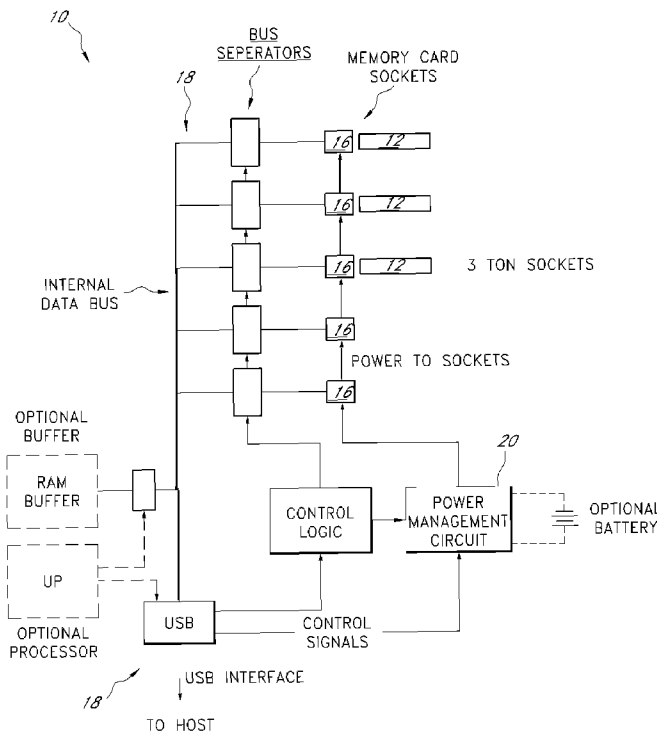 10
BUS
SEPERATORS
MEMORY CARD
SOCKETS
18
16 12
16 12
16 12
3 TON SOCKETS
INTERNAL
DATA BUS
16
POWER TO SOCKETS
16
OPTIONAL
BUFFER
RAM
BUFFER
20
CONTROL
LOGIC
POWER
MANAGEMENT
CIRCUIT
OPTIONAL
BATTERY
UP
OPTIONAL
PROCESSOR
USB
CONTROL
SIGNALS
18
USB INTERFACE
TO HOST